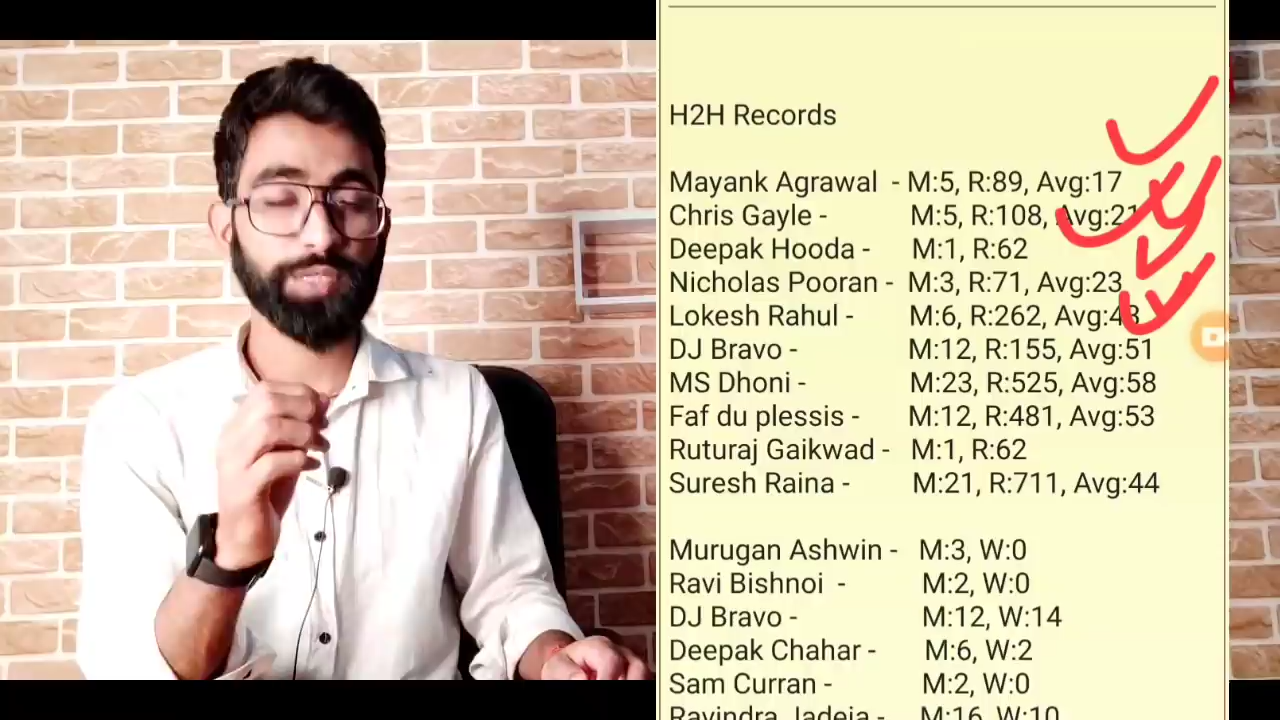 H2H Records
Mayank Agrawal - M:5, R:89, Avg:17
Chris Gayle - M:5, R:108, Avg:21
Deepak Hooda - M:1, R:62
Nicholas Pooran - M:3, R:71, Avg:23
Lokesh Rahul - M:6, R:262, Avg:43
DJ Bravo - M:12, R:155, Avg:51
MS Dhoni - M:23, R:525, Avg:58
Faf du plessis - M:12, R:481, Avg:53
Ruturaj Gaikwad - M:1, R:62
Suresh Raina - M:21, R:711, Avg:44
Murugan Ashwin - M:3, W:0
Ravi Bishnoi - M:2, W:0
DJ Bravo - M:12, W:14
Deepak Chahar - M:6, W:2
Sam Curran - M:2, W:0
Ravindra Jadeja - M:16, W:10